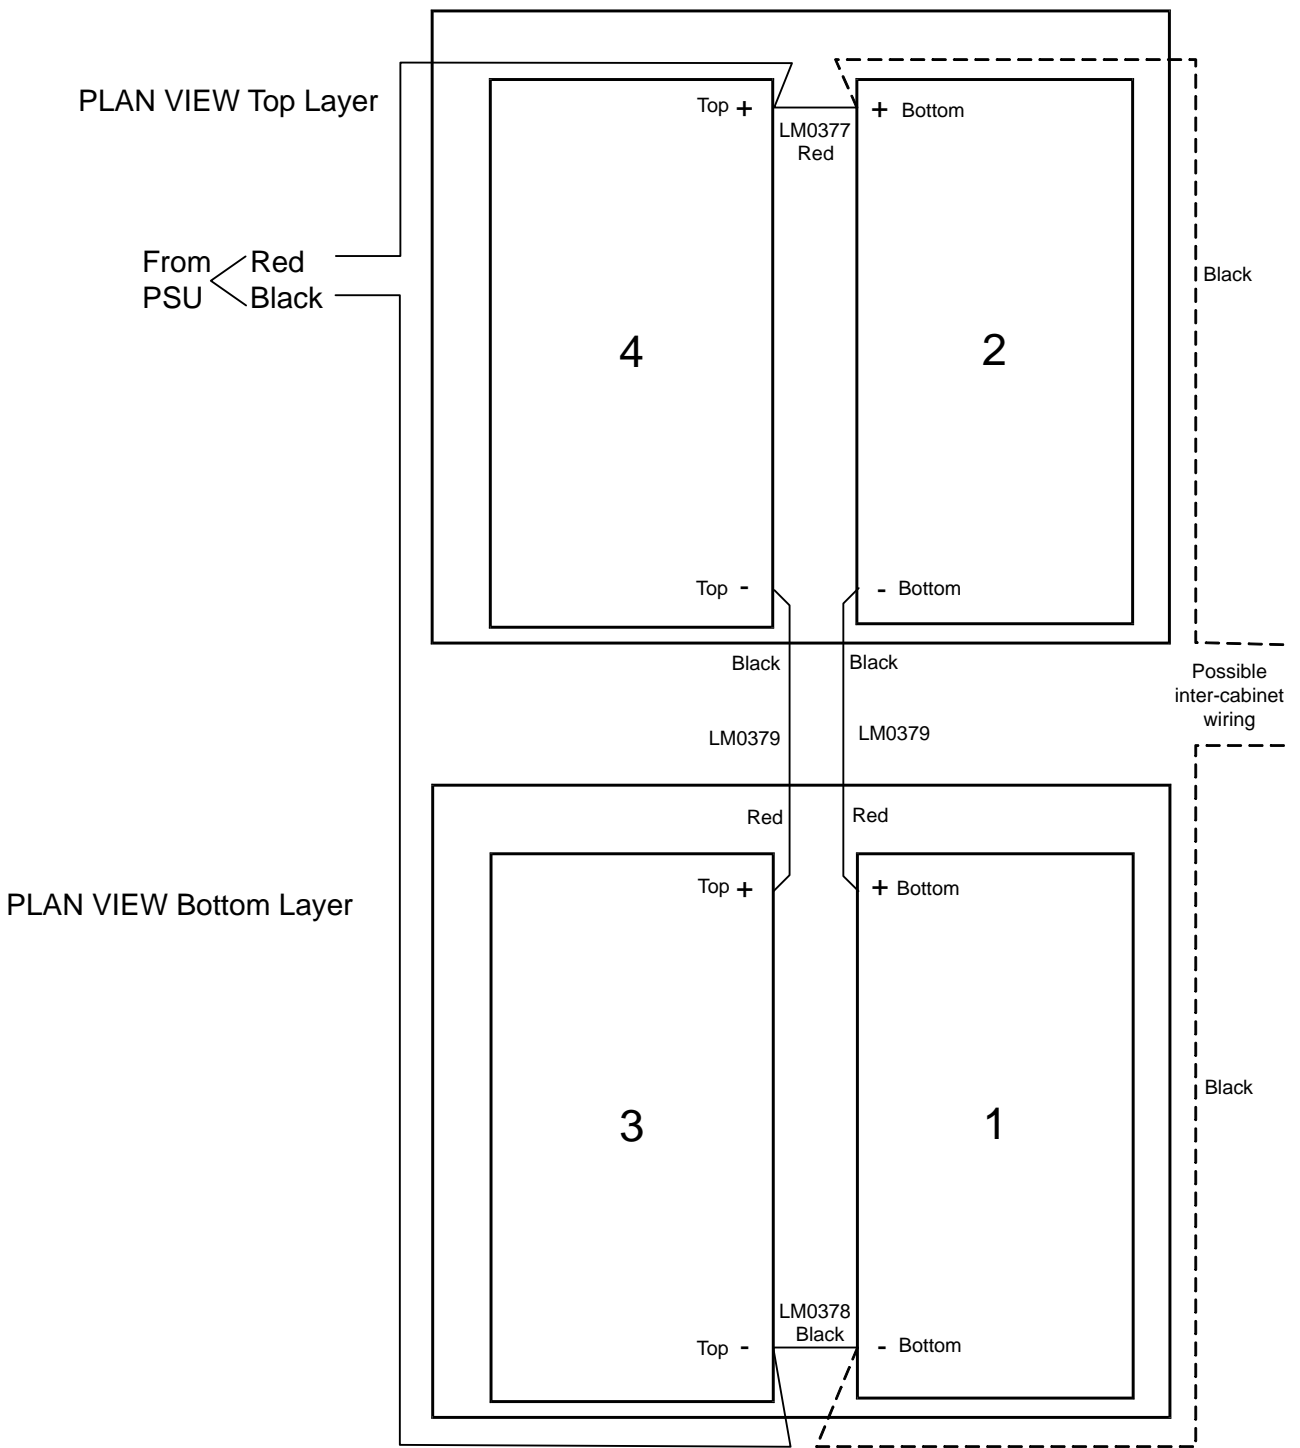 PLAN VIEW Top Layer
Top +
+ Bottom
LM0377
Red
From
PSU
Red
Black
Black
4
2
Top -
- Bottom
Black
Black
Possible
inter-cabinet
wiring
LM0379
LM0379
Red
Red
Top +
+ Bottom
PLAN VIEW Bottom Layer
Black
3
1
LM0378
Black
Top -
- Bottom